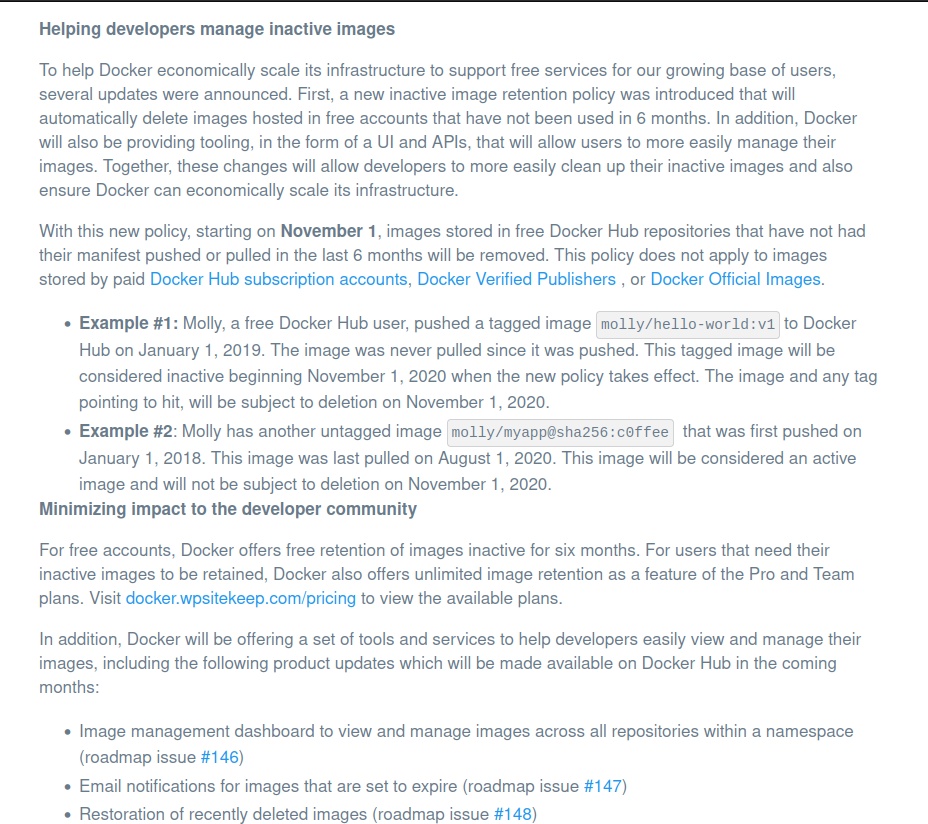 Helping developers manage inactive images
To help Docker economically scale its infrastructure to support free services for our growing base of users,
several updates were announced. First, a new inactive image retention policy was introduced that will
automatically delete images hosted in free accounts that have not been used in 6 months. In addition, Docker
will also be providing tooling, in the form of a UI and APIs, that will allow users to more easily manage their
images. Together, these changes will allow developers to more easily clean up their inactive images and also
ensure Docker can economically scale its infrastructure.
With this new policy, starting on November 1, images stored in free Docker Hub repositories that have not had
their manifest pushed or pulled in the last 6 months will be removed. This policy does not apply to images
stored by paid Docker Hub subscription accounts, Docker Verified Publishers , or Docker Official Images.
• Example #1: Molly, a free Docker Hub user, pushed a tagged image molly/hello-world:v1 to Docker
Hub on January 1, 2019. The image was never pulled since it was pushed. This tagged image will be
considered inactive beginning November 1, 2020 when the new policy takes effect. The image and any tag
pointing to hit, will be subject to deletion on November 1, 2020.
• Example #2: Molly has another untagged image molly/myapp@sha256:c0ffee that was first pushed on
January 1, 2018. This image was last pulled on August 1, 2020. This image will be considered an active
image and will not be subject to deletion on November 1, 2020.
Minimizing impact to the developer community
For free accounts, Docker offers free retention of images inactive for six months. For users that need their
inactive images to be retained, Docker also offers unlimited image retention as a feature of the Pro and Team
plans. Visit docker.wpsitekeep.com/pricing to view the available plans.
In addition, Docker will be offering a set of tools and services to help developers easily view and manage their
images, including the following product updates which will be made available on Docker Hub in the coming
months:
• Image management dashboard to view and manage images across all repositories within a namespace
(roadmap issue #146)
• Email notifications for images that are set to expire (roadmap issue #147)
• Restoration of recently deleted images (roadmap issue #148)